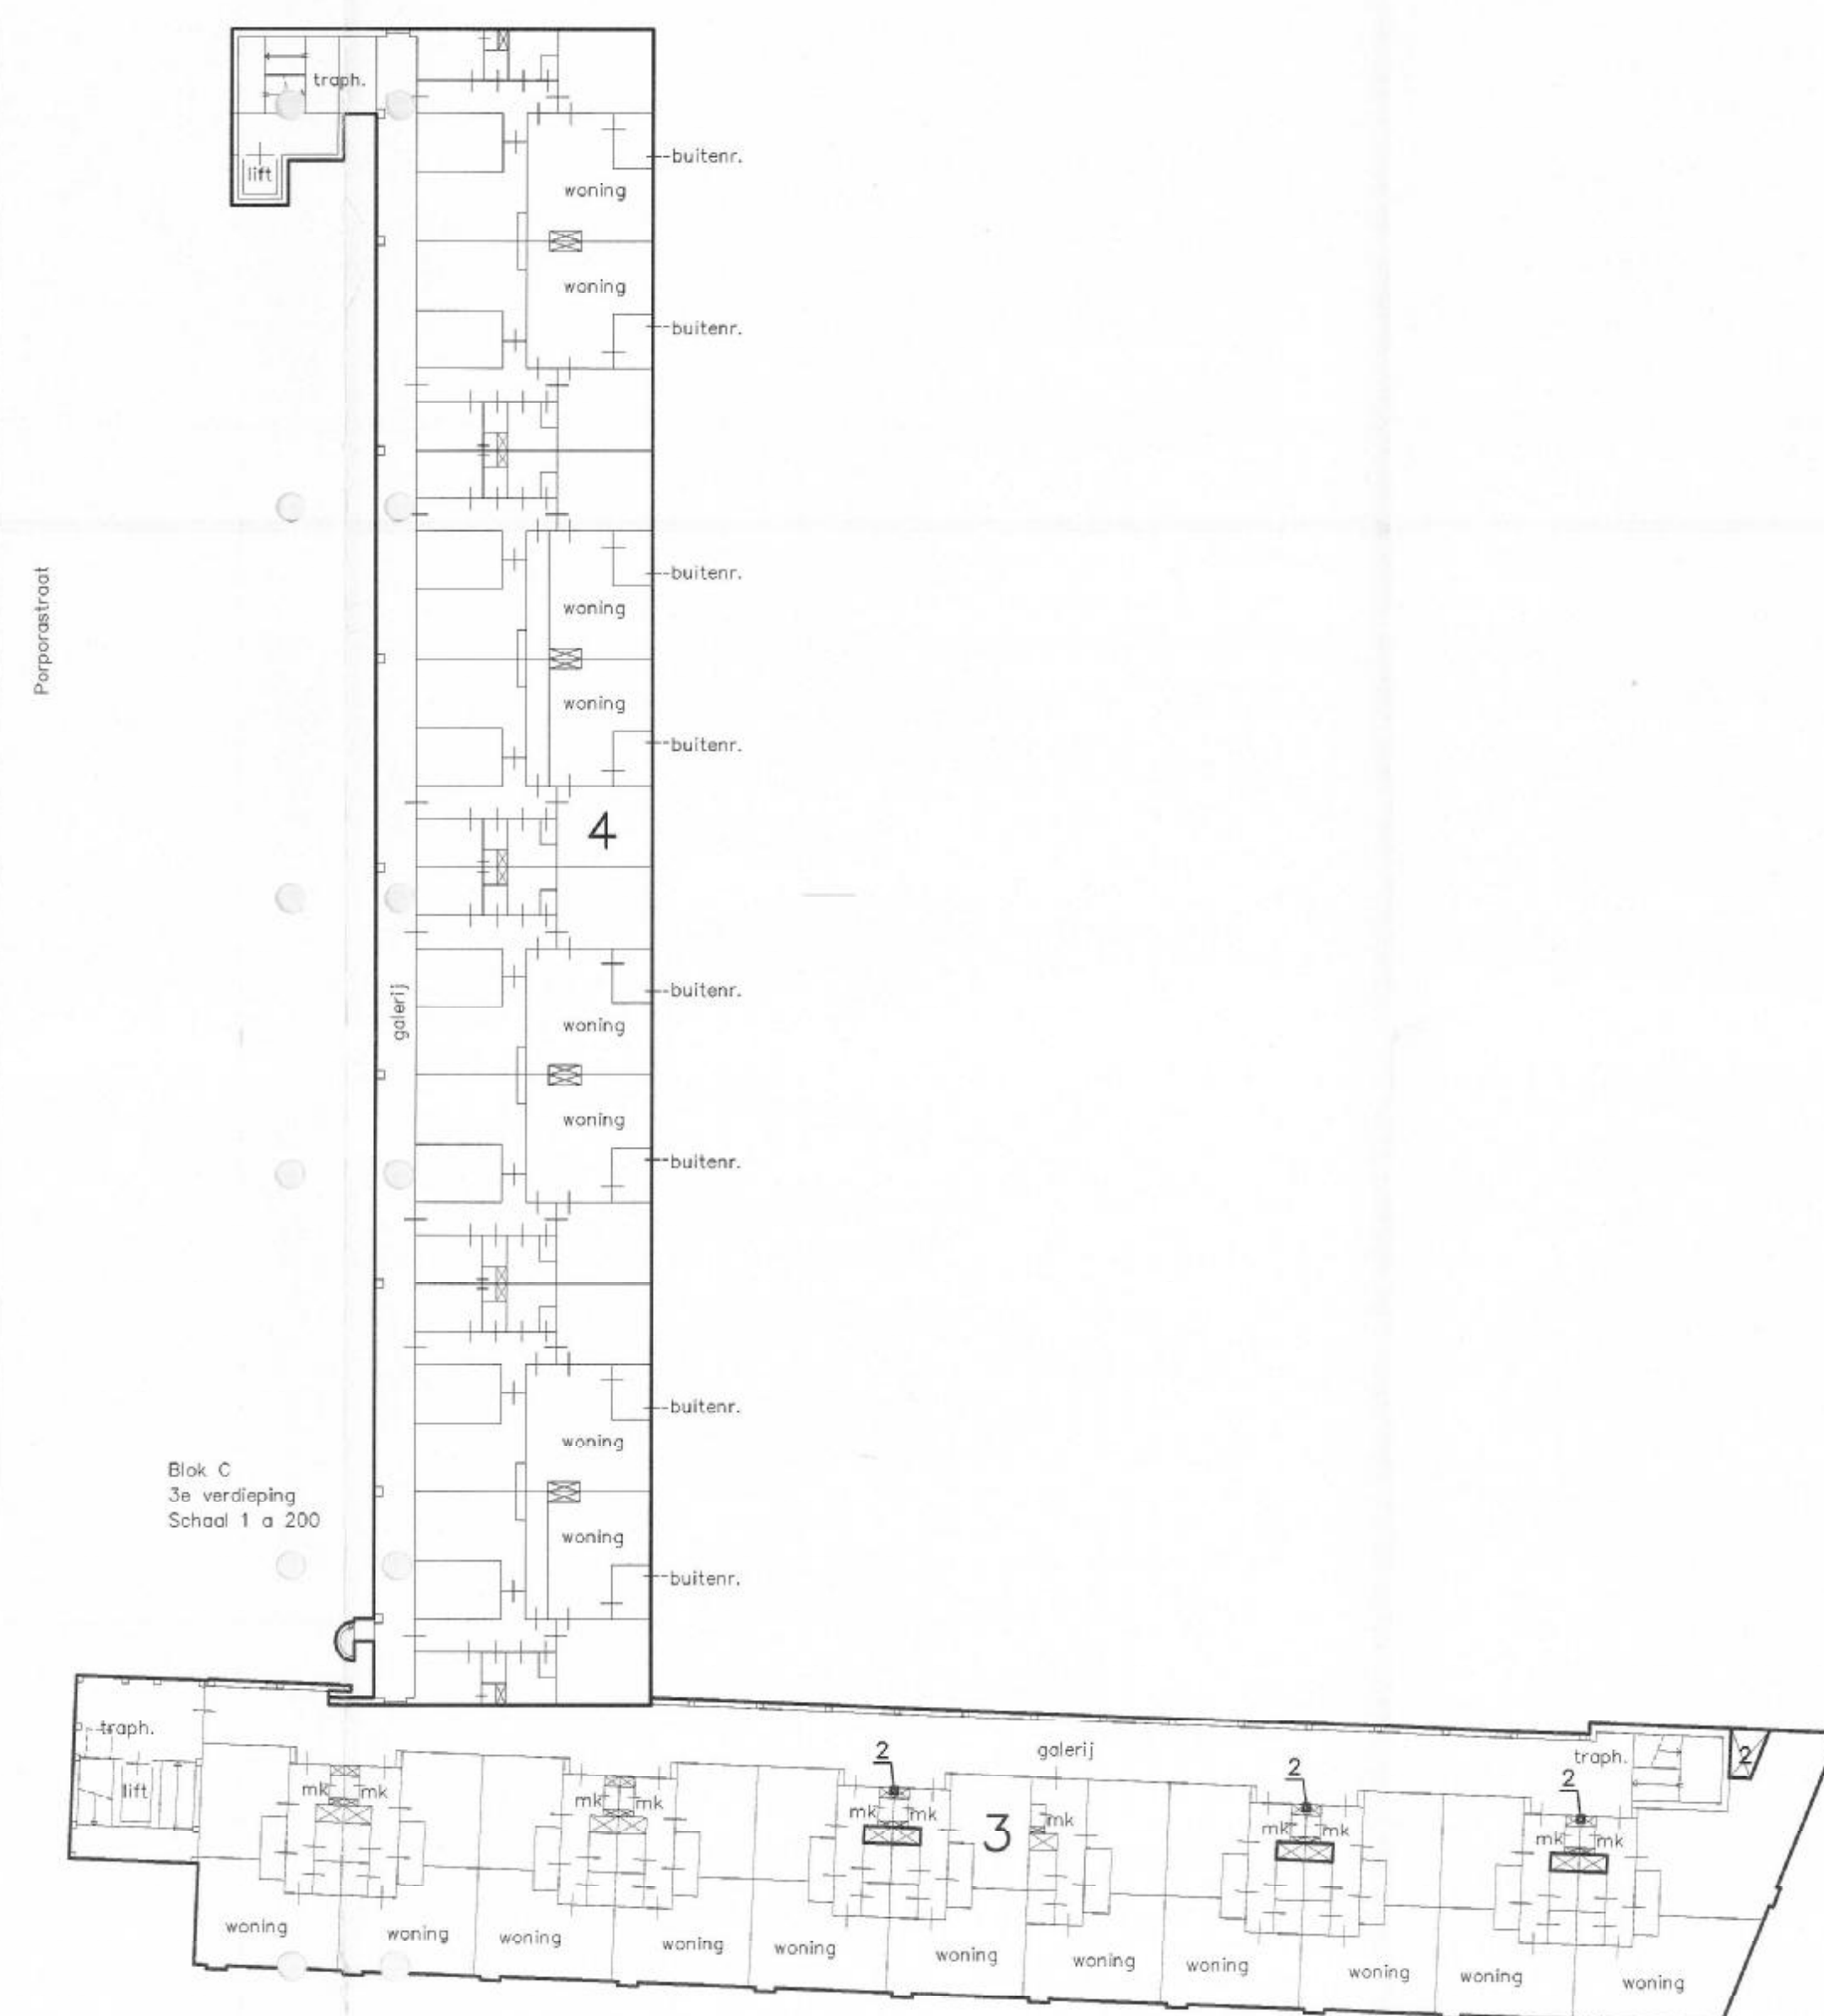 traph.
lift
buitenr.
woning
woning
buitenr.
Porporastraat
buitenr.
woning
woning
buitenr.
4
galerij
buitenr.
woning
woning
buitenr.
buitenr.
woning
woning
buitenr.
Blok C
3e verdieping
Schaal 1 a 200
traph.
lift
galerij
traph.
2
2
2
2
mk mk
mk mk
mk mk
3
mk
mk mk
mk mk
woning
woning
woning
woning
woning
woning
woning
woning
woning
woning
woning